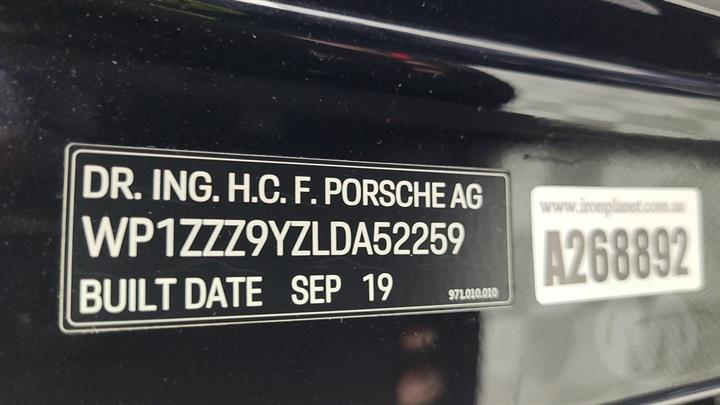 DR. ING. H.C. F. PORSCHE AG
WP1ZZZ9YZLDA52259
BUILT DATE SEP 19
971.010.010
www.ironplanet.com.au
A268892